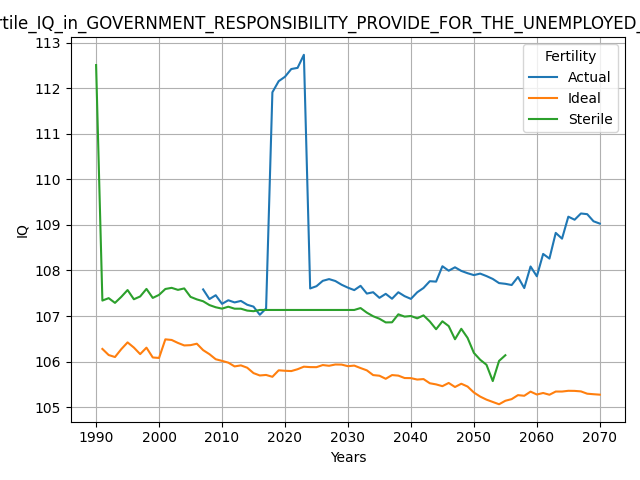 rtile_IQ_in_GOVERNMENT_RESPONSIBILITY_PROVIDE_FOR_THE_UNEMPLOYED_
113
112
111
110
109
108
107
106
105
IQ
Fertility
Actual
Ideal
Sterile
1990 2000 2010 2020 2030 2040 2050 2060 2070
Years